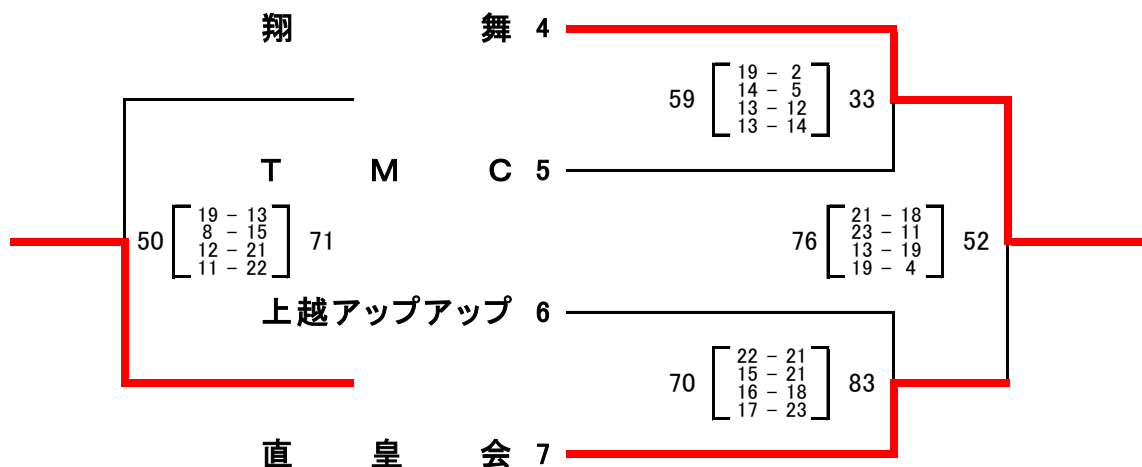 翔 舞 4
59 19 - 2 33
14 - 5
13 - 12
13 - 14
T M C 5
50 19 - 13 71
8 - 15
12 - 21
11 - 22
76 21 - 18 52
23 - 11
13 - 19
19 - 4
上越アップアップ 6
70 22 - 21 83
15 - 21
16 - 18
17 - 23
直 皇 会 7